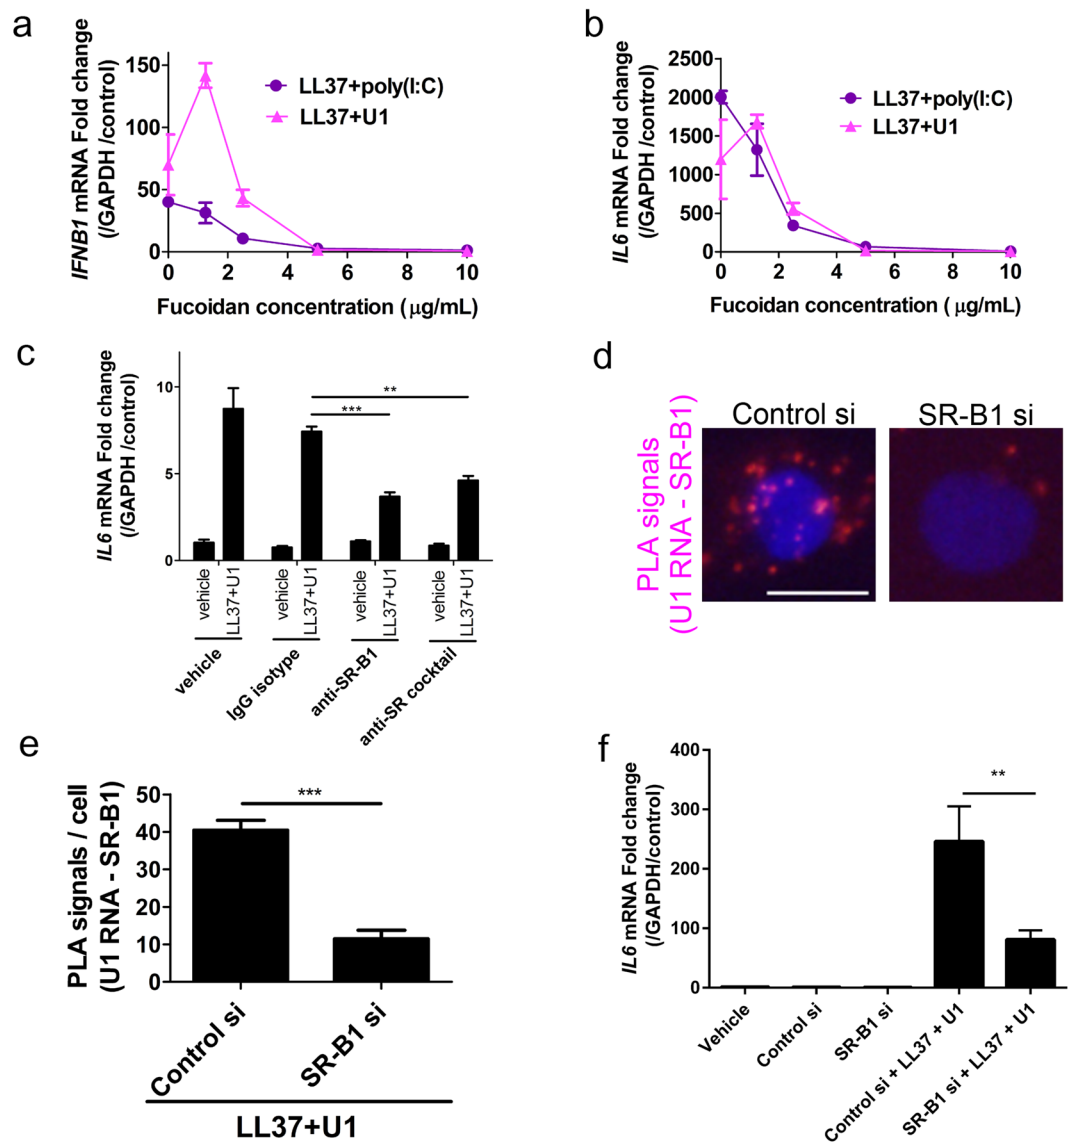 a
IFNB1 mRNA Fold change
(/GAPDH /control)
150
100
50
0
LL37+poly(I:C)
LL37+U1
0 2 4 6 8 10
Fucoidan concentration ( μg/mL)
b
IL6 mRNA Fold change
(/GAPDH /control)
2500
2000
1500
1000
500
0
LL37+poly(I:C)
LL37+U1
0 2 4 6 8 10
Fucoidan concentration ( μg/mL)
c
IL6 mRNA Fold change
(/GAPDH /control)
10
5
0
**
***
vehicle
LL37+U1
vehicle
LL37+U1
vehicle
LL37+U1
vehicle
LL37+U1
vehicle
IgG isotype
anti-SR-B1
anti-SR cocktail
d
Control si
SR-B1 si
PLA signals
(U1 RNA - SR-B1)
e
PLA signals / cell
(U1 RNA - SR-B1)
50
40
30
20
10
0
***
Control si
SR-B1 si
LL37+U1
f
IL6 mRNA Fold change
(/GAPDH/control)
400
300
200
100
0
**
Vehicle
Control si
SR-B1 si
Control si + LL37 + U1
SR-B1 si + LL37 + U1